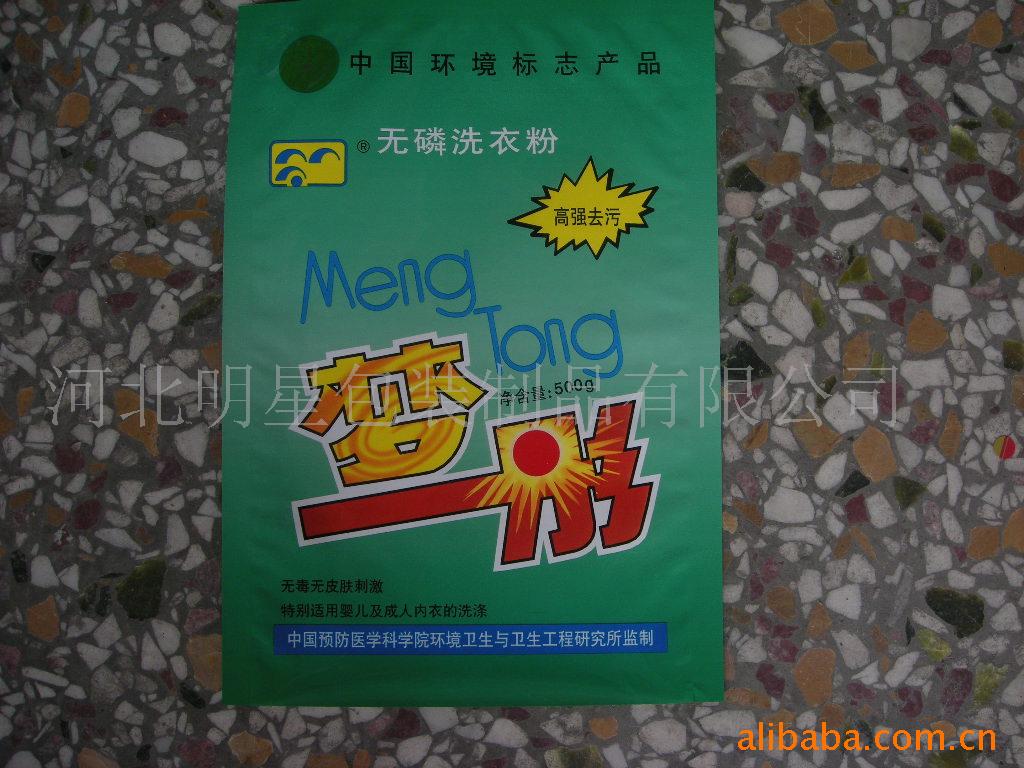 中国环境标志产品
® 无磷洗衣粉
高强去污
Meng
Tong
净含量:500g
梦
河北明星包装制品有限公司
无毒无皮肤刺激
特别适用婴儿及成人内衣的洗涤
中国预防医学科学院环境卫生与卫生工程研究所监制
alibaba.com.cn